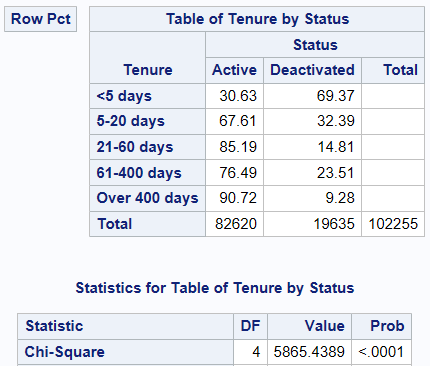 Row Pct
Table of Tenure by Status
Status
Tenure Active Deactivated Total
<5 days 30.63 69.37
5-20 days 67.61 32.39
21-60 days 85.19 14.81
61-400 days 76.49 23.51
Over 400 days 90.72 9.28
Total 82620 19635 102255
Statistics for Table of Tenure by Status
Statistic DF Value Prob
Chi-Square 4 5865.4389 <.0001